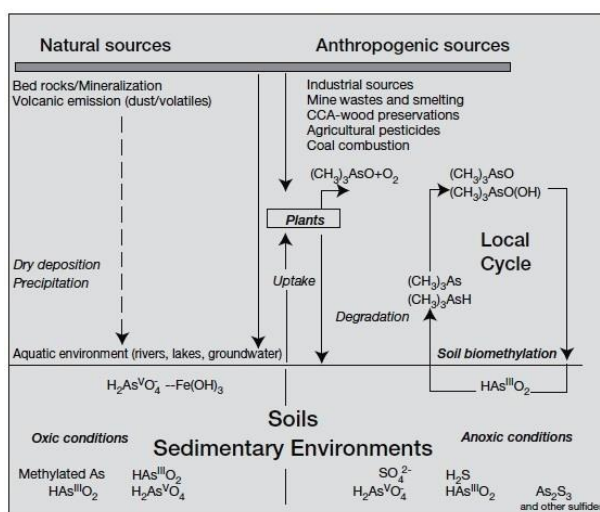 Natural sources
Anthropogenic sources
Bed rocks/Mineralization
Volcanic emission (dust/volatiles)
Industrial sources
Mine wastes and smelting
CCA-wood preservations
Agricultural pesticides
Coal combustion
(CH₃)₃AsO+O₂
(CH₃)₃AsO
(CH₃)₃AsO(OH)
Plants
Local
Cycle
Dry deposition
Precipitation
Uptake
(CH₃)₃As
(CH₃)₃AsH
Degradation
Aquatic environment (rivers, lakes, groundwater)
Soil biomethylation
H₂AsⱽO₄⁻ --Fe(OH)₃
HAsᴵᴵᴵO₂
Soils
Sedimentary Environments
Oxic conditions
Anoxic conditions
Methylated As
HAsᴵᴵᴵO₂
HAsᴵᴵᴵO₂
H₂AsⱽO₄
SO₄²⁻
H₂S
H₂AsⱽO₄⁻
HAsᴵᴵᴵO₂
As₂S₃
and other sulfides